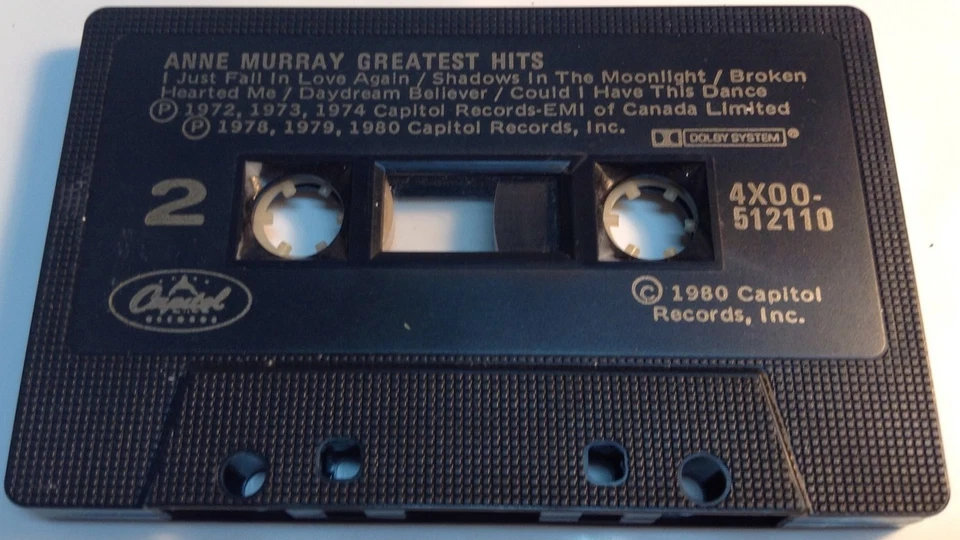 ANNE MURRAY GREATEST HITS
I Just Fall In Love Again / Shadows In The Moonlight / Broken
Hearted Me / Daydream Believer / Could I Have This Dance
Ⓟ 1972, 1973, 1974 Capitol Records-EMI of Canada Limited
Ⓟ 1978, 1979, 1980 Capitol Records, Inc.
DOLBY SYSTEM ®
2
4X00-
512110
Capitol
RECORDS
© 1980 Capitol
Records, Inc.